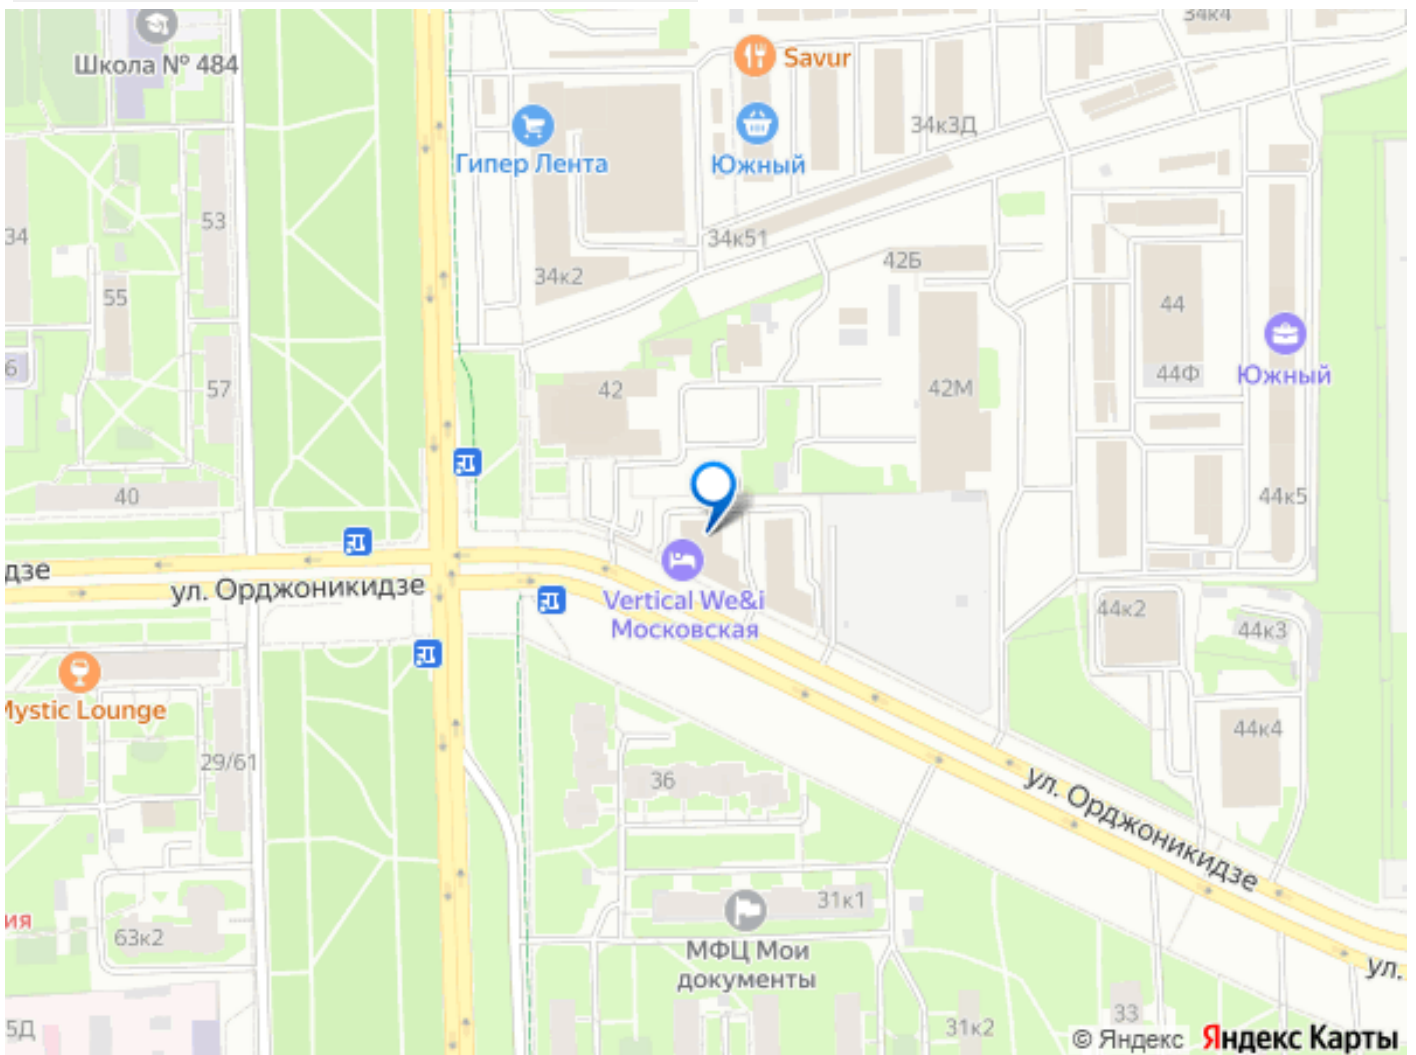 34к4
Школа № 484
Savur
34к3Д
Гипер Лента
Южный
53
34
34к51
42Б
34к2
55
44
6
57
42
42М
44Ф
Южный
40
44к5
дзе
ул. Орджоникидзе
Vertical We&i
Московская
44к2
44к3
Mystic Lounge
44к4
29/61
36
ул. Орджоникидзе
31к1
ия
63к2
МФЦ Мои
документы
ул.
5Д
33
31к2
© Яндекс Яндекс Карты